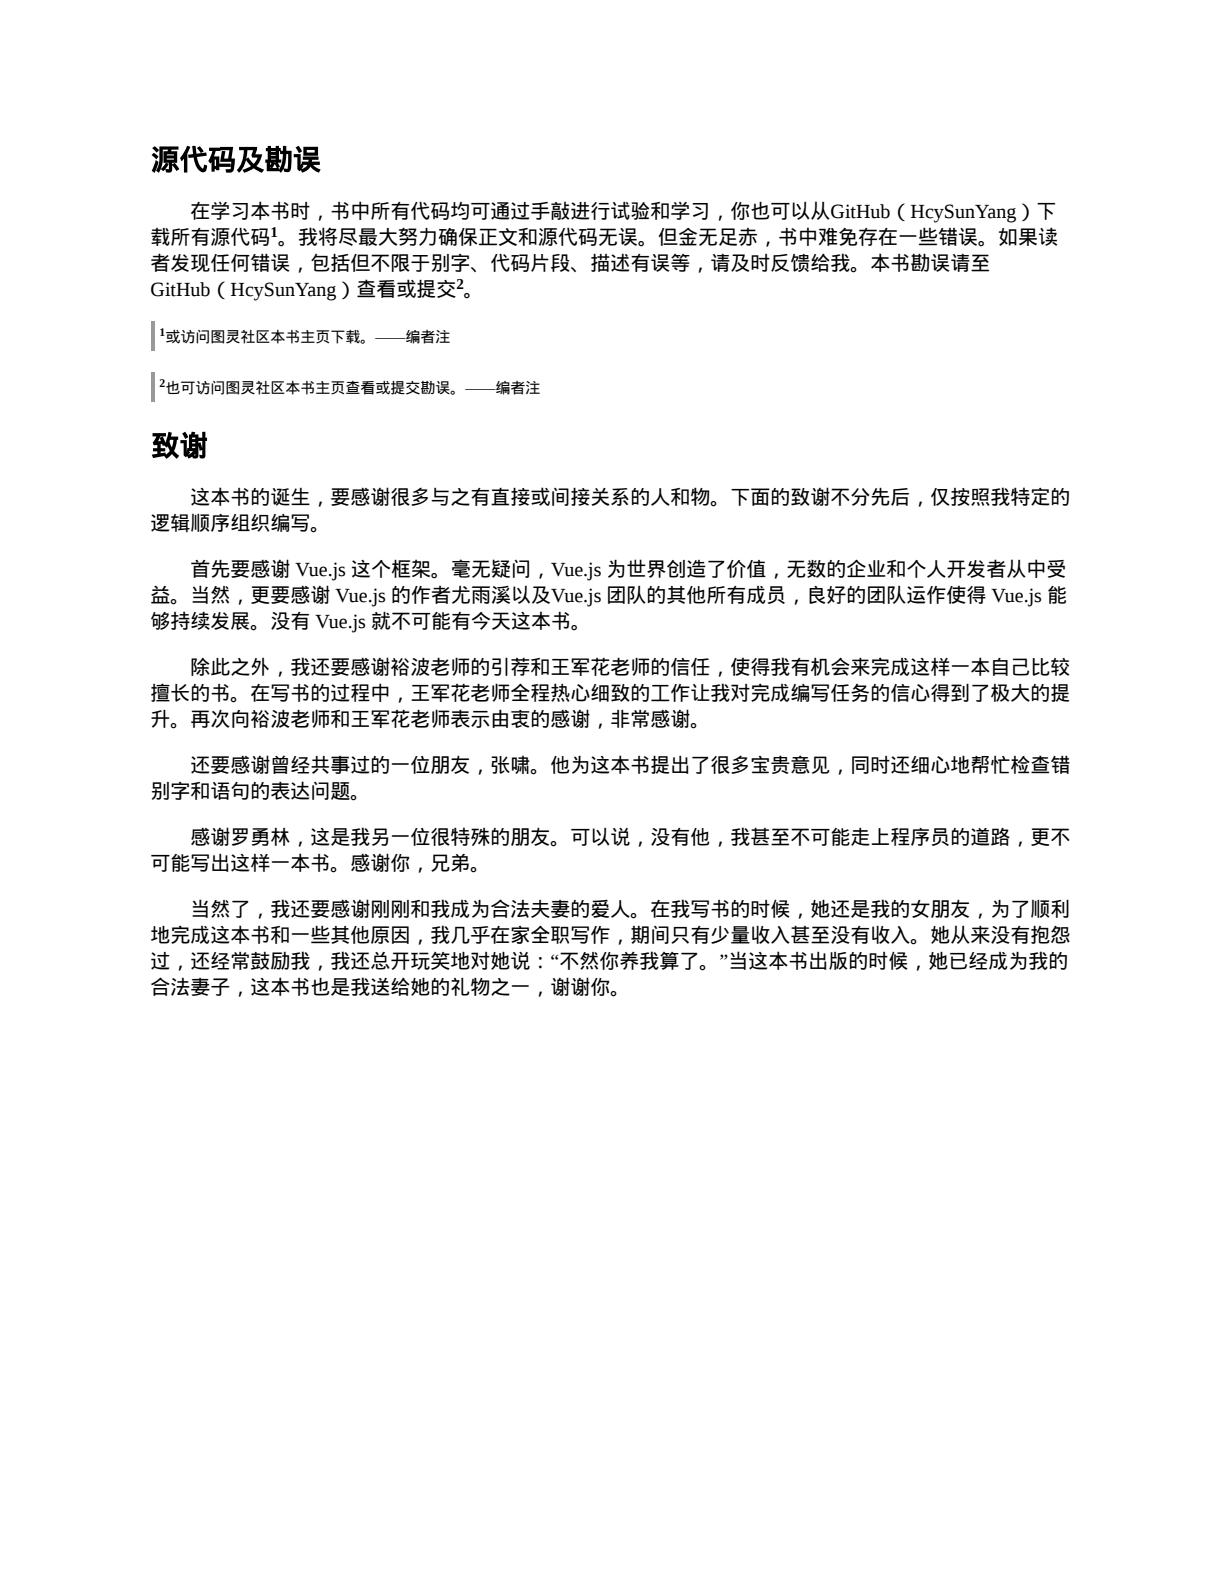 源代码及勘误
在学习本书时，书中所有代码均可通过手敲进行试验和学习，你也可以从GitHub（HcySunYang）下
载所有源代码¹。我将尽最大努力确保正文和源代码无误。但金无足赤，书中难免存在一些错误。如果读
者发现任何错误，包括但不限于别字、代码片段、描述有误等，请及时反馈给我。本书勘误请至
GitHub（HcySunYang）查看或提交²。
¹或访问图灵社区本书主页下载。——编者注
²也可访问图灵社区本书主页查看或提交勘误。——编者注
致谢
这本书的诞生，要感谢很多与之有直接或间接关系的人和物。下面的致谢不分先后，仅按照我特定的
逻辑顺序组织编写。
首先要感谢 Vue.js 这个框架。毫无疑问，Vue.js 为世界创造了价值，无数的企业和个人开发者从中受
益。当然，更要感谢 Vue.js 的作者尤雨溪以及Vue.js 团队的其他所有成员，良好的团队运作使得 Vue.js 能
够持续发展。没有 Vue.js 就不可能有今天这本书。
除此之外，我还要感谢裕波老师的引荐和王军花老师的信任，使得我有机会来完成这样一本自己比较
擅长的书。在写书的过程中，王军花老师全程热心细致的工作让我对完成编写任务的信心得到了极大的提
升。再次向裕波老师和王军花老师表示由衷的感谢，非常感谢。
还要感谢曾经共事过的一位朋友，张啸。他为这本书提出了很多宝贵意见，同时还细心地帮忙检查错
别字和语句的表达问题。
感谢罗勇林，这是我另一位很特殊的朋友。可以说，没有他，我甚至不可能走上程序员的道路，更不
可能写出这样一本书。感谢你，兄弟。
当然了，我还要感谢刚刚和我成为合法夫妻的爱人。在我写书的时候，她还是我的女朋友，为了顺利
地完成这本书和一些其他原因，我几乎在家全职写作，期间只有少量收入甚至没有收入。她从来没有抱怨
过，还经常鼓励我，我还总开玩笑地对她说：“不然你养我算了。”当这本书出版的时候，她已经成为我的
合法妻子，这本书也是我送给她的礼物之一，谢谢你。